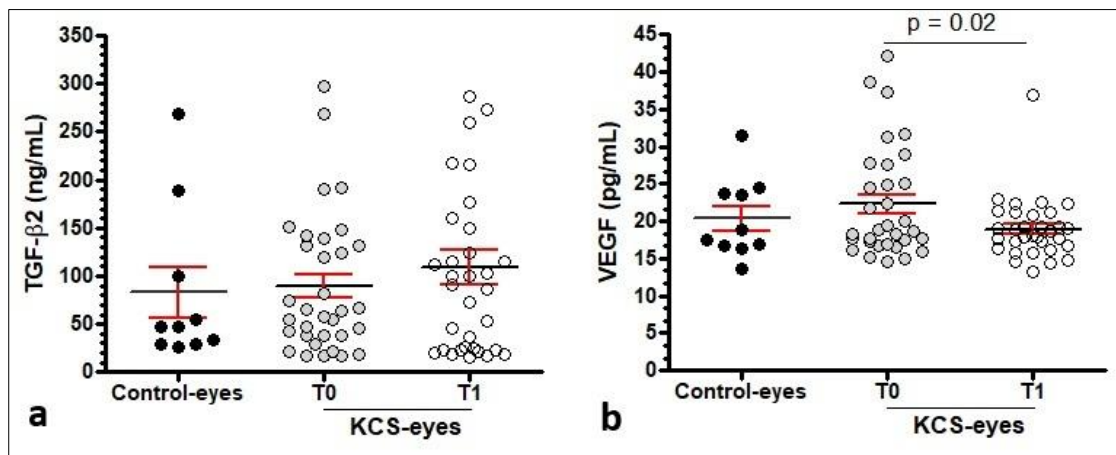 350
300
250
200
150
100
50
0
TGF-β2 (ng/mL)
Control-eyes T0 T1
KCS-eyes
a
p = 0.02
45
40
35
30
25
20
15
10
5
0
VEGF (pg/mL)
Control-eyes T0 T1
KCS-eyes
b